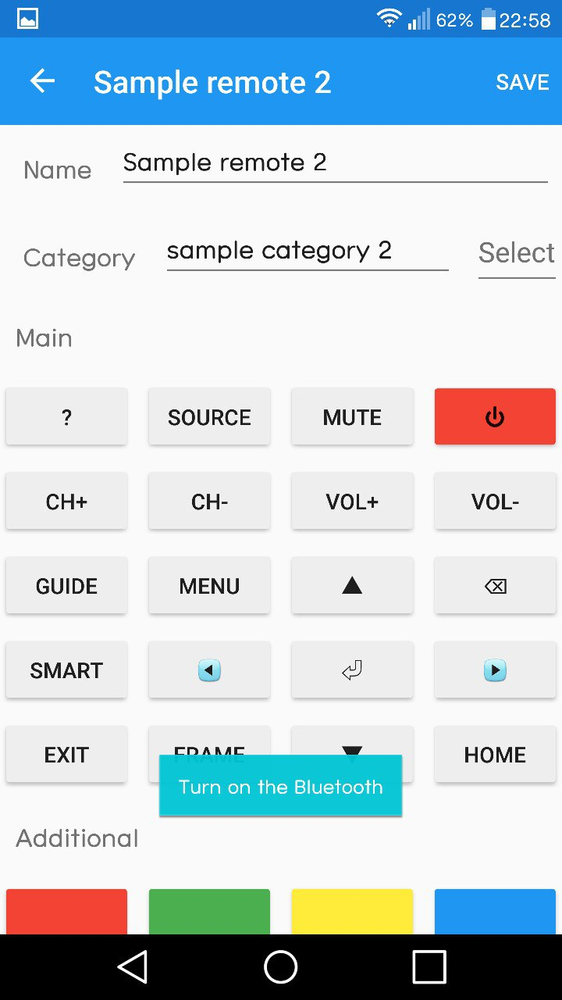 62% 22:58
Sample remote 2 SAVE
Name Sample remote 2
Category sample category 2 Select
Main
? SOURCE MUTE
CH+ CH- VOL+ VOL-
GUIDE MENU
SMART
EXIT FRAME HOME
Turn on the Bluetooth
Additional